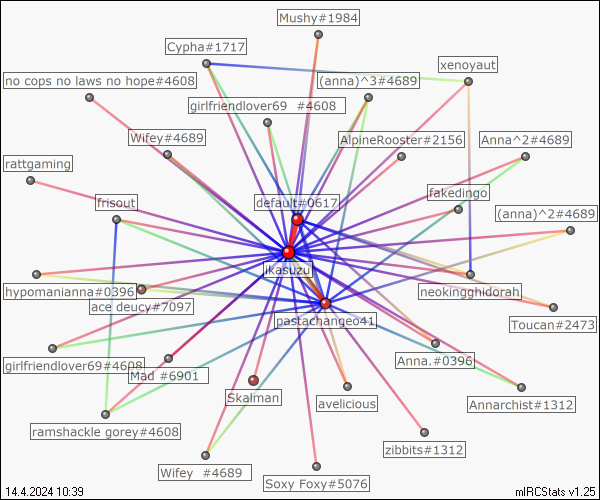 Mushy#1984
Cypha#1717
xenoyaut
no cops no laws no hope#4608
(anna)^3#4689
girlfriendlover69  #4608
Wifey#4689
AlpineRooster#2156
Anna^2#4689
rattgaming
fakedingo
frisout
default#0617
(anna)^2#4689
ikasuzu
hypomanianna#0396
neokingghidorah
ace deucy#7097
pastachangeo41
Toucan#2473
girlfriendlover69#4608
Anna.#0396
Mad #6901
Skalman
avelicious
Annarchist#1312
ramshackle gorey#4608
zibbits#1312
Wifey  #4689
Soxy Foxy#5076
14.4.2024 10:39
mIRCStats v1.25